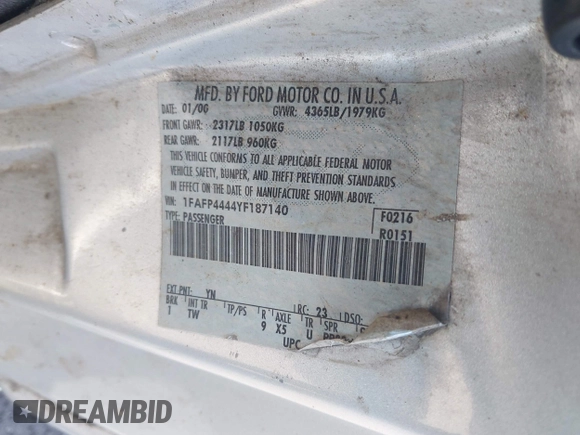 MFD. BY FORD MOTOR CO. IN U.S.A.
DATE: 01/00 GVWR: 4365LB/1979KG
FRONT GAWR: 2317LB 1050KG
REAR GAWR: 2117LB 960KG
THIS VEHICLE CONFORMS TO ALL APPLICABLE FEDERAL MOTOR
VEHICLE SAFETY, BUMPER, AND THEFT PREVENTION STANDARDS
IN EFFECT ON THE DATE OF MANUFACTURE SHOWN ABOVE.
VIN: 1FAFP4444YF187140 F0216
TYPE: PASSENGER R0151
EXT PNT: YN RC: 23 DSO:
BRK INT TR TP/PS R AXLE TR SPR
1 TW 9 X5 U
UPC
DREAMBID